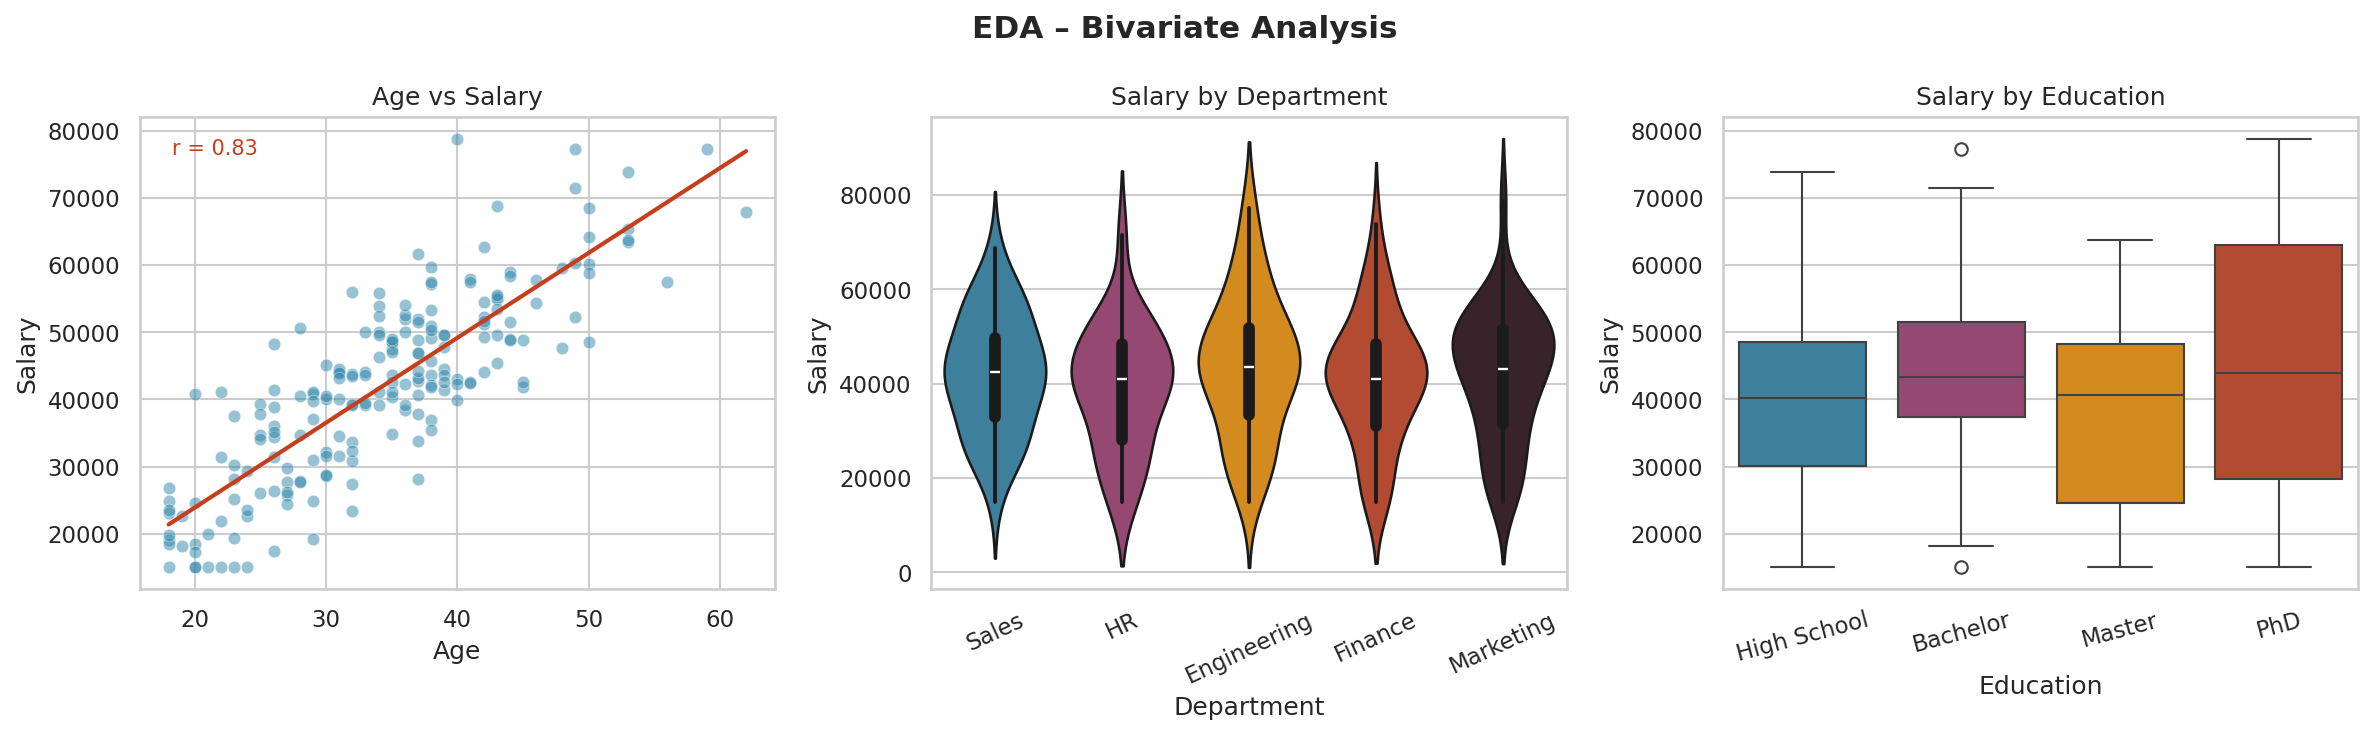 EDA – Bivariate Analysis
Age vs Salary
80000
70000
60000
50000
40000
30000
20000
Salary
r = 0.83
20 30 40 50 60
Age
Salary by Department
80000
60000
40000
20000
0
Salary
Sales HR Engineering Finance Marketing
Department
Salary by Education
80000
70000
60000
50000
40000
30000
20000
Salary
High School Bachelor Master PhD
Education